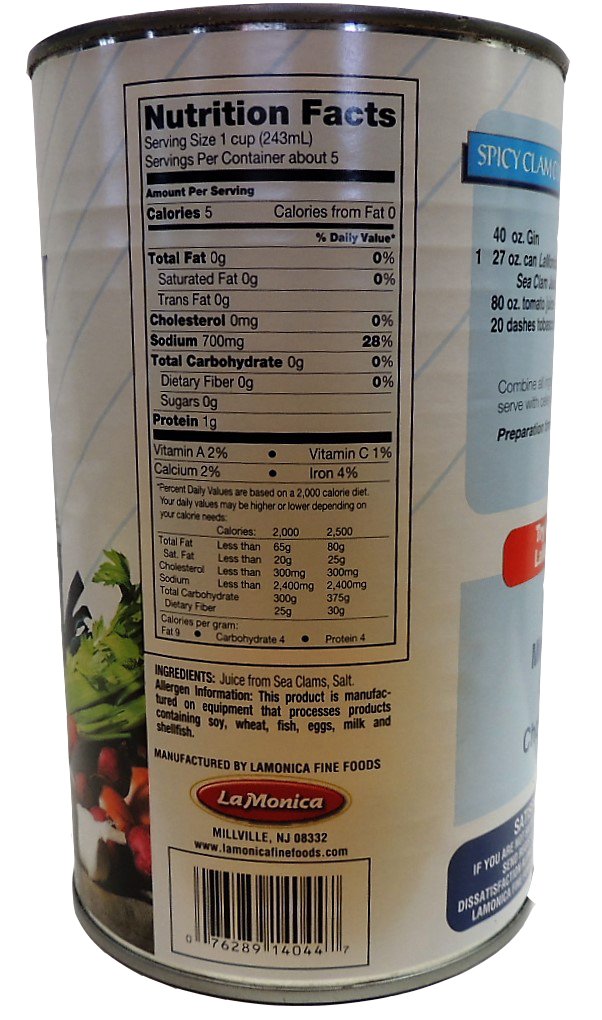 Nutrition Facts
Serving Size 1 cup (243mL)
Servings Per Container about 5
Amount Per Serving
Calories 5 Calories from Fat 0
% Daily Value*
Total Fat 0g 0%
Saturated Fat 0g 0%
Trans Fat 0g
Cholesterol 0mg 0%
Sodium 700mg 28%
Total Carbohydrate 0g 0%
Dietary Fiber 0g 0%
Sugars 0g
Protein 1g
Vitamin A 2% • Vitamin C 1%
Calcium 2% • Iron 4%
*Percent Daily Values are based on a 2,000 calorie diet.
Your daily values may be higher or lower depending on
your calorie needs:
Calories: 2,000 2,500
Total Fat Less than 65g 80g
Sat. Fat Less than 20g 25g
Cholesterol Less than 300mg 300mg
Sodium Less than 2,400mg 2,400mg
Total Carbohydrate 300g 375g
Dietary Fiber 25g 30g
Calories per gram:
Fat 9 • Carbohydrate 4 • Protein 4
INGREDIENTS: Juice from Sea Clams, Salt.
Allergen Information: This product is manufac-
tured on equipment that processes products
containing soy, wheat, fish, eggs, milk and
shellfish.
MANUFACTURED BY LAMONICA FINE FOODS
LaMonica
MILLVILLE, NJ 08332
www.lamonicafinefoods.com
0 76289 14044 7
SPICY CLAM
40 oz. Gin
1 27 oz. can
Sea Clam
80 oz. tomato
20 dashes
Combine
serve with
Preparation
IF YOU ARE
SEND
DISSATISFACTION
LAMONICA